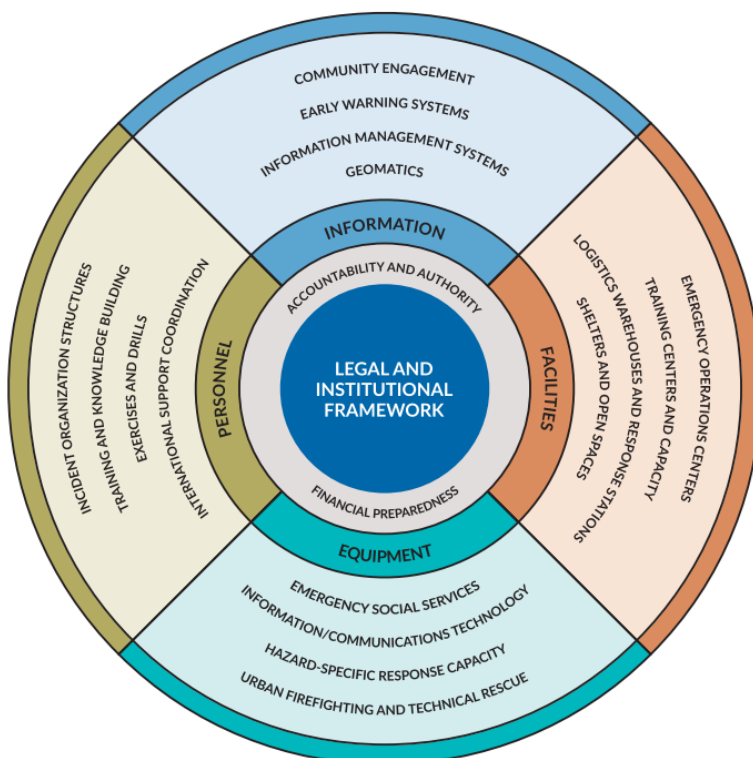 COMMUNITY ENGAGEMENT
EARLY WARNING SYSTEMS
INFORMATION MANAGEMENT SYSTEMS
GEOMATICS
INFORMATION
ACCOUNTABILITY AND AUTHORITY
LEGAL AND
INSTITUTIONAL
FRAMEWORK
FINANCIAL PREPAREDNESS
PERSONNEL
INCIDENT ORGANIZATION STRUCTURES
TRAINING AND KNOWLEDGE BUILDING
EXERCISES AND DRILLS
INTERNATIONAL SUPPORT COORDINATION
FACILITIES
EMERGENCY OPERATIONS CENTERS
TRAINING CENTERS AND CAPACITY
LOGISTICS WAREHOUSES AND RESPONSE STATIONS
SHELTERS AND OPEN SPACES
EQUIPMENT
EMERGENCY SOCIAL SERVICES
INFORMATION/COMMUNICATIONS TECHNOLOGY
HAZARD-SPECIFIC RESPONSE CAPACITY
URBAN FIREFIGHTING AND TECHNICAL RESCUE